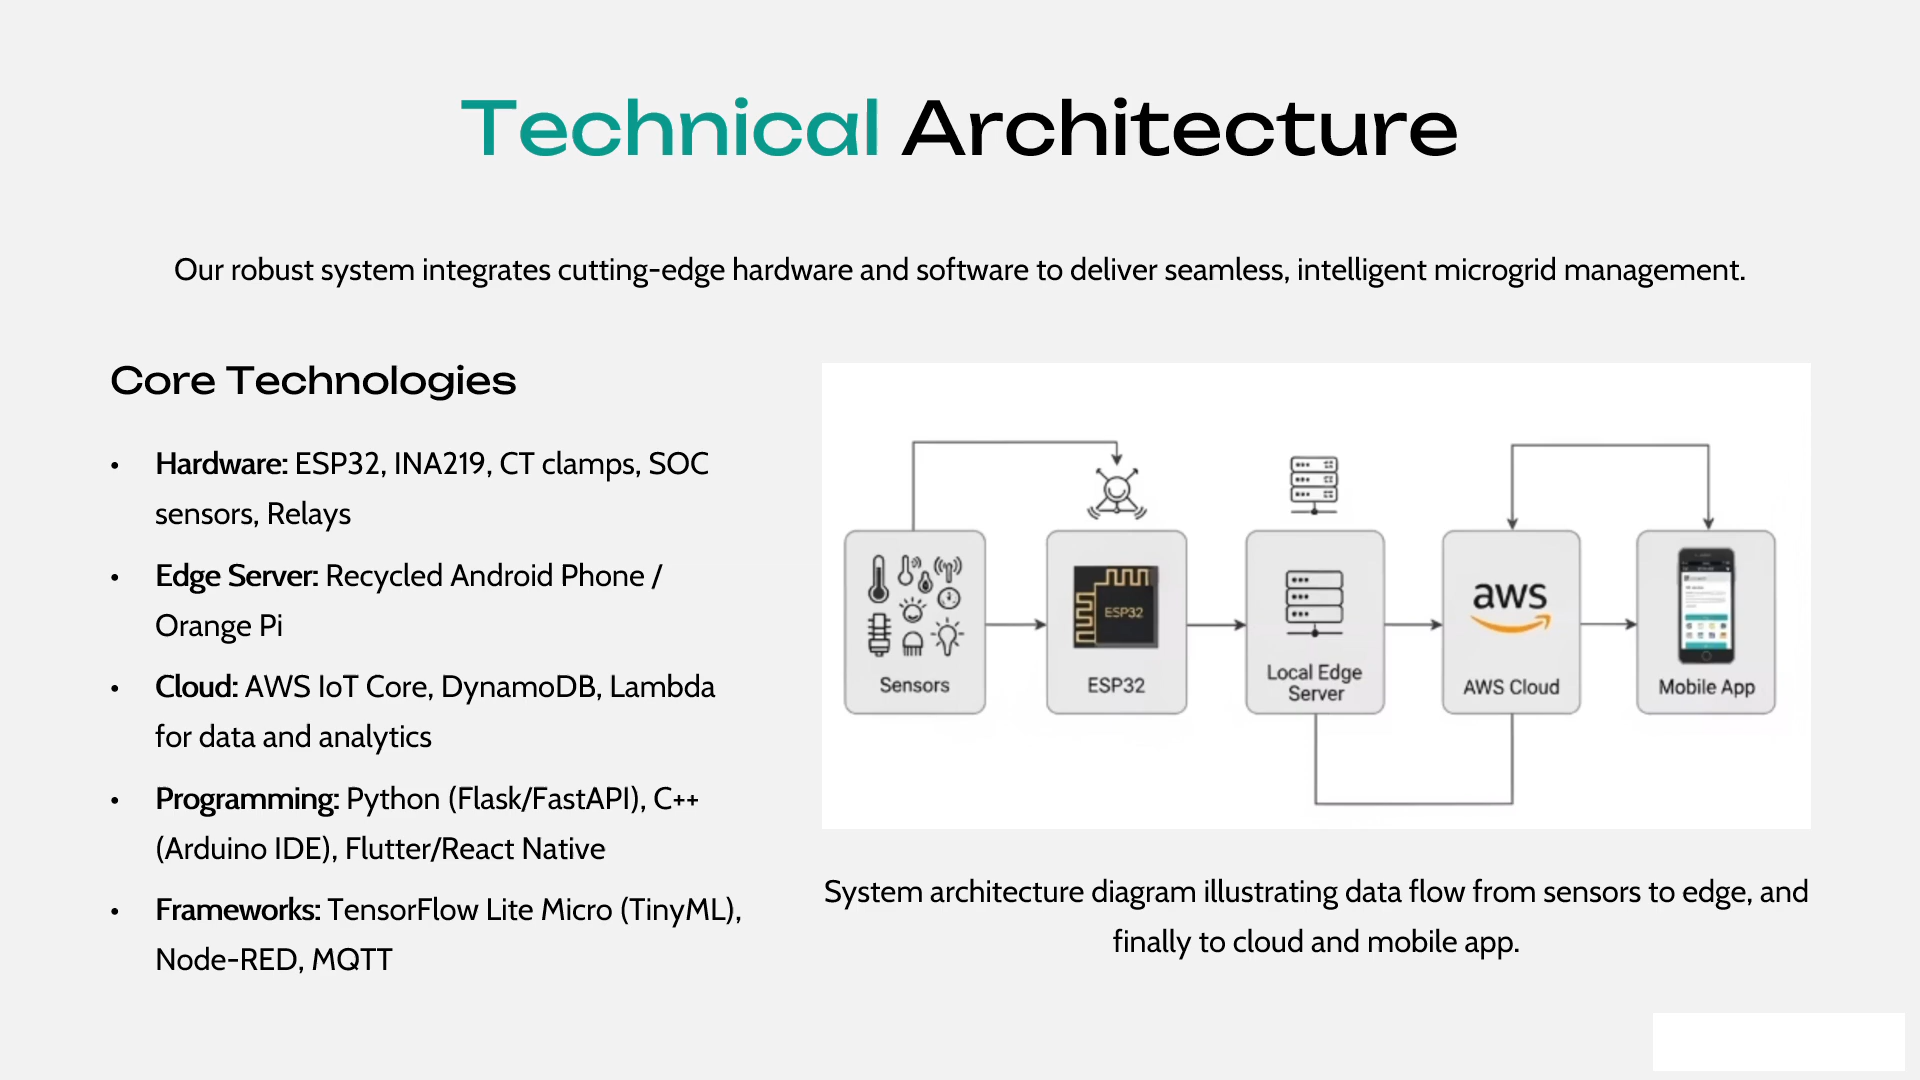 Technical Architecture
Our robust system integrates cutting-edge hardware and software to deliver seamless, intelligent microgrid management.
Core Technologies
• Hardware: ESP32, INA219, CT clamps, SOC
sensors, Relays
• Edge Server: Recycled Android Phone /
Orange Pi
• Cloud: AWS IoT Core, DynamoDB, Lambda
for data and analytics
• Programming: Python (Flask/FastAPI), C++
(Arduino IDE), Flutter/React Native
• Frameworks: TensorFlow Lite Micro (TinyML),
Node-RED, MQTT
Sensors
ESP32
ESP32
Local Edge
Server
aws
AWS Cloud
Mobile App
System architecture diagram illustrating data flow from sensors to edge, and
finally to cloud and mobile app.